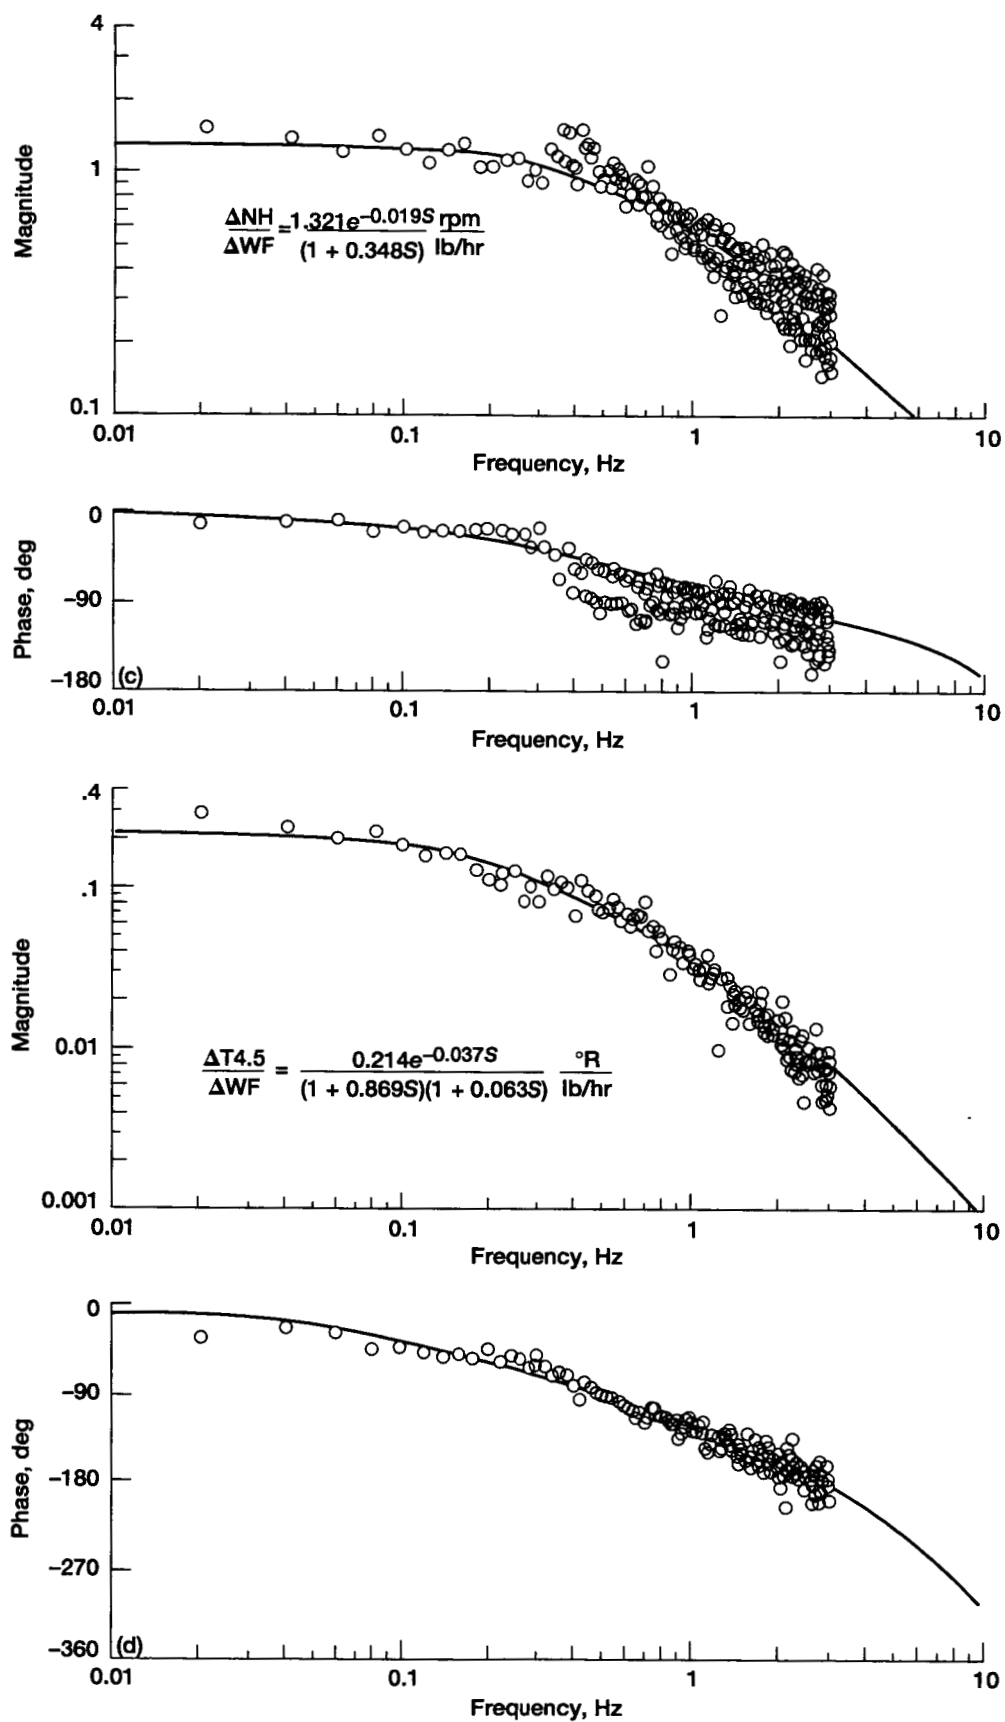 4
1
0.1
Magnitude
ΔNH/ΔWF = 1.321e^−0.019S/(1 + 0.348S) rpm/lb/hr
0.01 0.1 1 10
Frequency, Hz
0
−90
−180
Phase, deg
(c)
0.01 0.1 1 10
Frequency, Hz
.4
.1
0.01
0.001
Magnitude
ΔT4.5/ΔWF = 0.214e^−0.037S/(1 + 0.869S)(1 + 0.063S) °R/lb/hr
0.01 0.1 1 10
Frequency, Hz
0
−90
−180
−270
−360
Phase, deg
(d)
0.01 0.1 1 10
Frequency, Hz